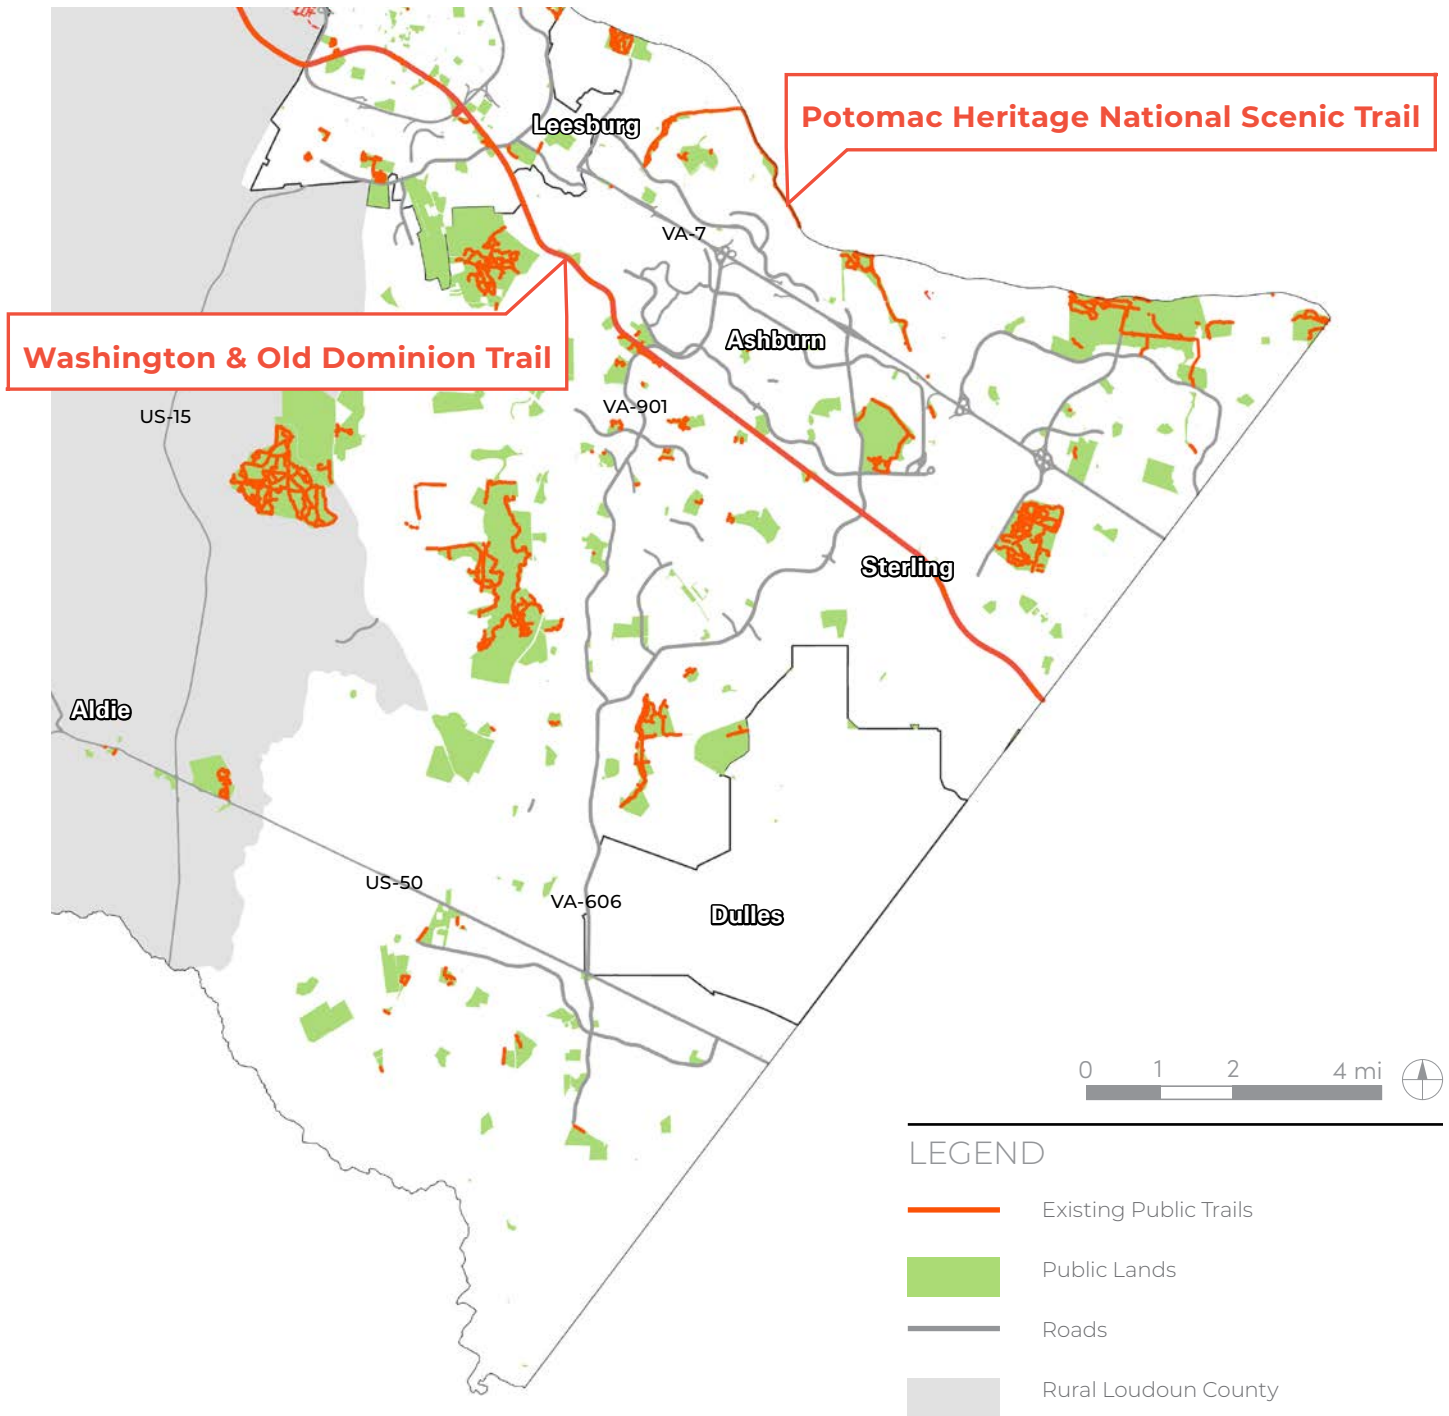 Leesburg
Potomac Heritage National Scenic Trail
VA-7
Ashburn
Washington & Old Dominion Trail
US-15
VA-901
Sterling
Aldie
US-50
VA-606
Dulles
0 1 2 4 mi
LEGEND
Existing Public Trails
Public Lands
Roads
Rural Loudoun County